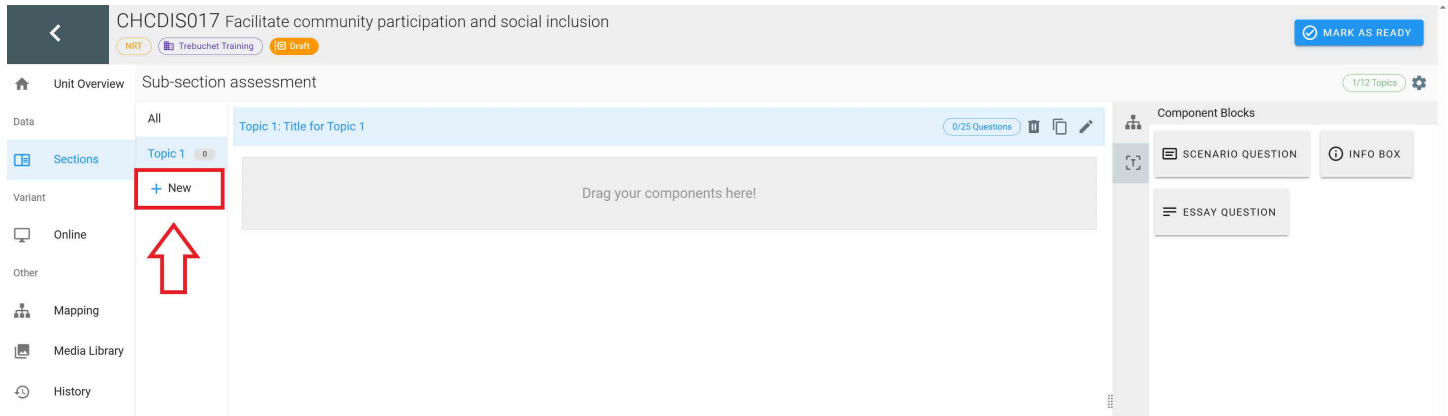 CHCDIS017 Facilitate community participation and social inclusion
NRT Trebuchet Training Draft
MARK AS READY
Unit Overview
Sub-section assessment
1/12 Topics
Data
Sections
Variant
Online
Other
Mapping
Media Library
History
All
Topic 1 0
+ New
Topic 1: Title for Topic 1
0/25 Questions
Drag your components here!
Component Blocks
SCENARIO QUESTION
INFO BOX
ESSAY QUESTION